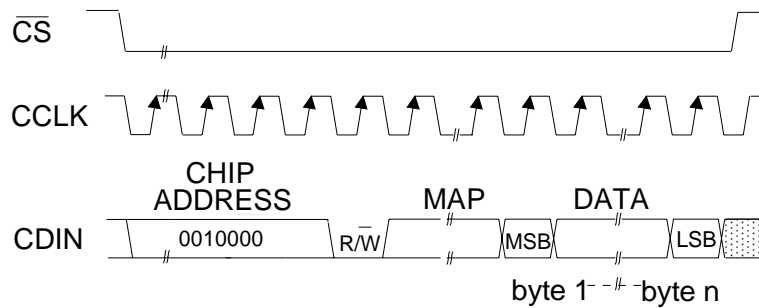 CS
CCLK
CHIP
ADDRESS
MAP
DATA
CDIN
0010000
R/W
MSB
LSB
byte 1
byte n